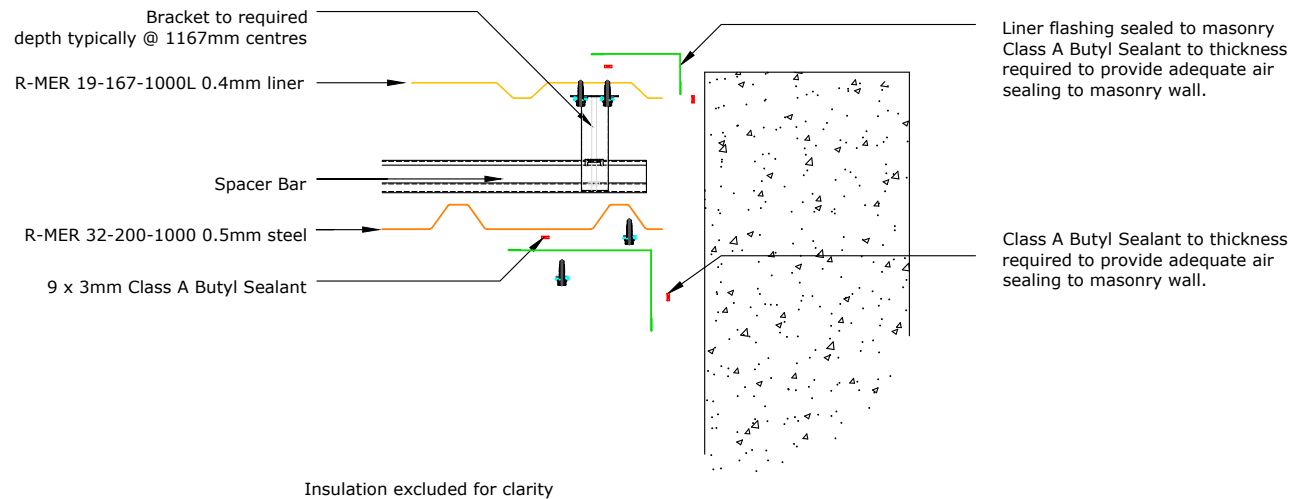 Bracket to required
depth typically @ 1167mm centres
R-MER 19-167-1000L 0.4mm liner
Spacer Bar
R-MER 32-200-1000 0.5mm steel
9 x 3mm Class A Butyl Sealant
Liner flashing sealed to masonry
Class A Butyl Sealant to thickness
required to provide adequate air
sealing to masonry wall.
Class A Butyl Sealant to thickness
required to provide adequate air
sealing to masonry wall.
Insulation excluded for clarity